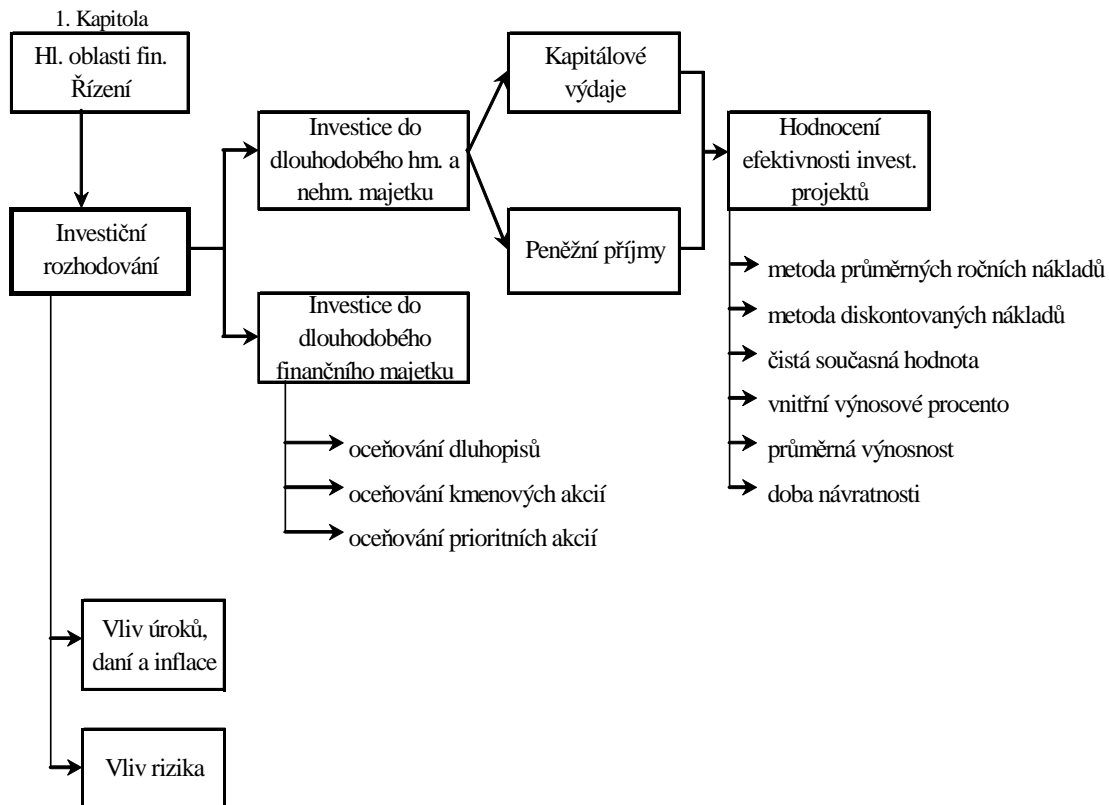 1. Kapitola
Hl. oblasti fin.
Řízení
Investiční
rozhodování
Investice do
dlouhodobého hm. a
nehm. majetku
Kapitálové
výdaje
Peněžní příjmy
Hodnocení
efektivnosti invest.
projektů
metoda průměrných ročních nákladů
metoda diskontovaných nákladů
čistá současná hodnota
vnitřní výnosové procento
průměrná výnosnost
doba návratnosti
Investice do
dlouhodobého
finančního majetku
oceňování dluhopisů
oceňování kmenových akcií
oceňování prioritních akcií
Vliv úroků,
daní a inflace
Vliv rizika